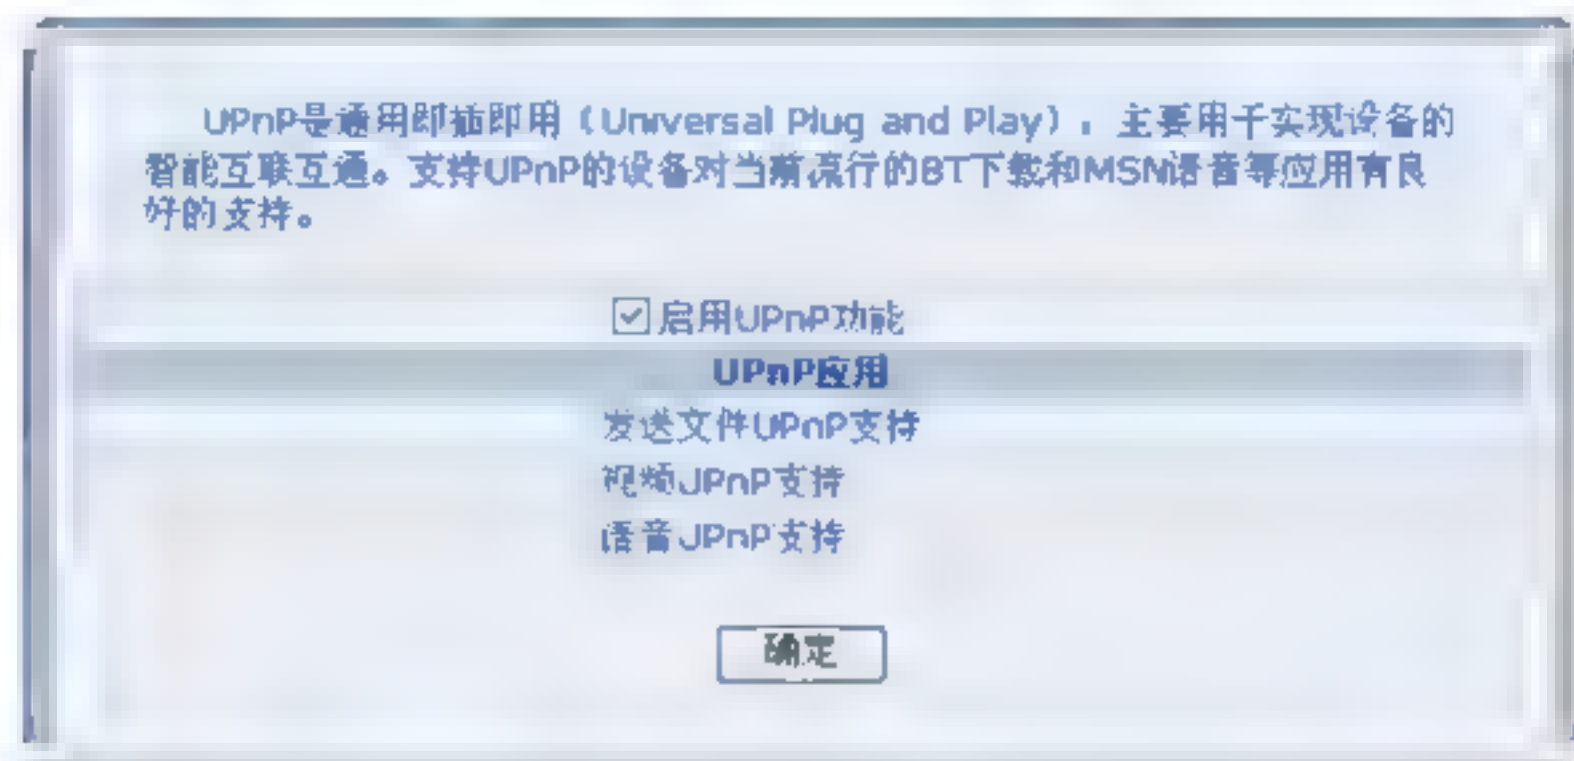 UPnP是通用即插即用（Universal Plug and Play），主要用于实现设备的
智能互联互通。支持UPnP的设备对当前流行的BT下载和MSN语音等应用有良
好的支持。
启用UPnP功能
UPnP应用
发送文件UPnP支持
视频UPnP支持
语音UPnP支持
确定